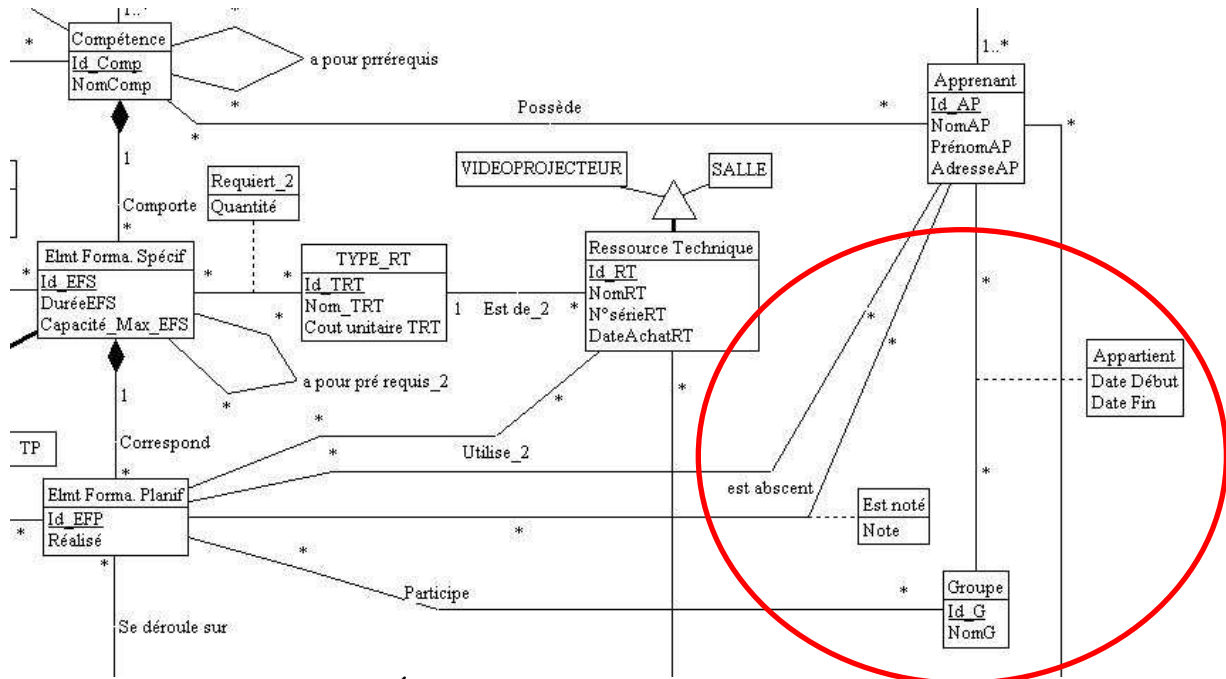 1..*
Compétence
Id_Comp
NomComp
*
*
*
a pour prrérequis
1..*
Apprenant
Id_AP
NomAP
PrénomAP
AdresseAP
*
Possède
*
*
1
Comporte
*
Requiert_2
Quantité
VIDEOPROJECTEUR
SALLE
Elmt Forma. Spécif
Id_EFS
DuréeEFS
Capacité_Max_EFS
*
*
*
*
TYPE_RT
Id_TRT
Nom_TRT
Cout unitaire TRT
1
Est de_2
*
Ressource Technique
Id_RT
NomRT
N°sérieRT
DateAchatRT
*
*
*
*
Appartient
Date Début
Date Fin
a pour pré requis_2
*
1
Correspond
*
TP
*
*
*
Utilise_2
*
est abscent
Est noté
Note
Elmt Forma. Planif
Id_EFP
Réalisé
*
*
*
*
Participe
*
Groupe
Id_G
NomG
Se déroule sur